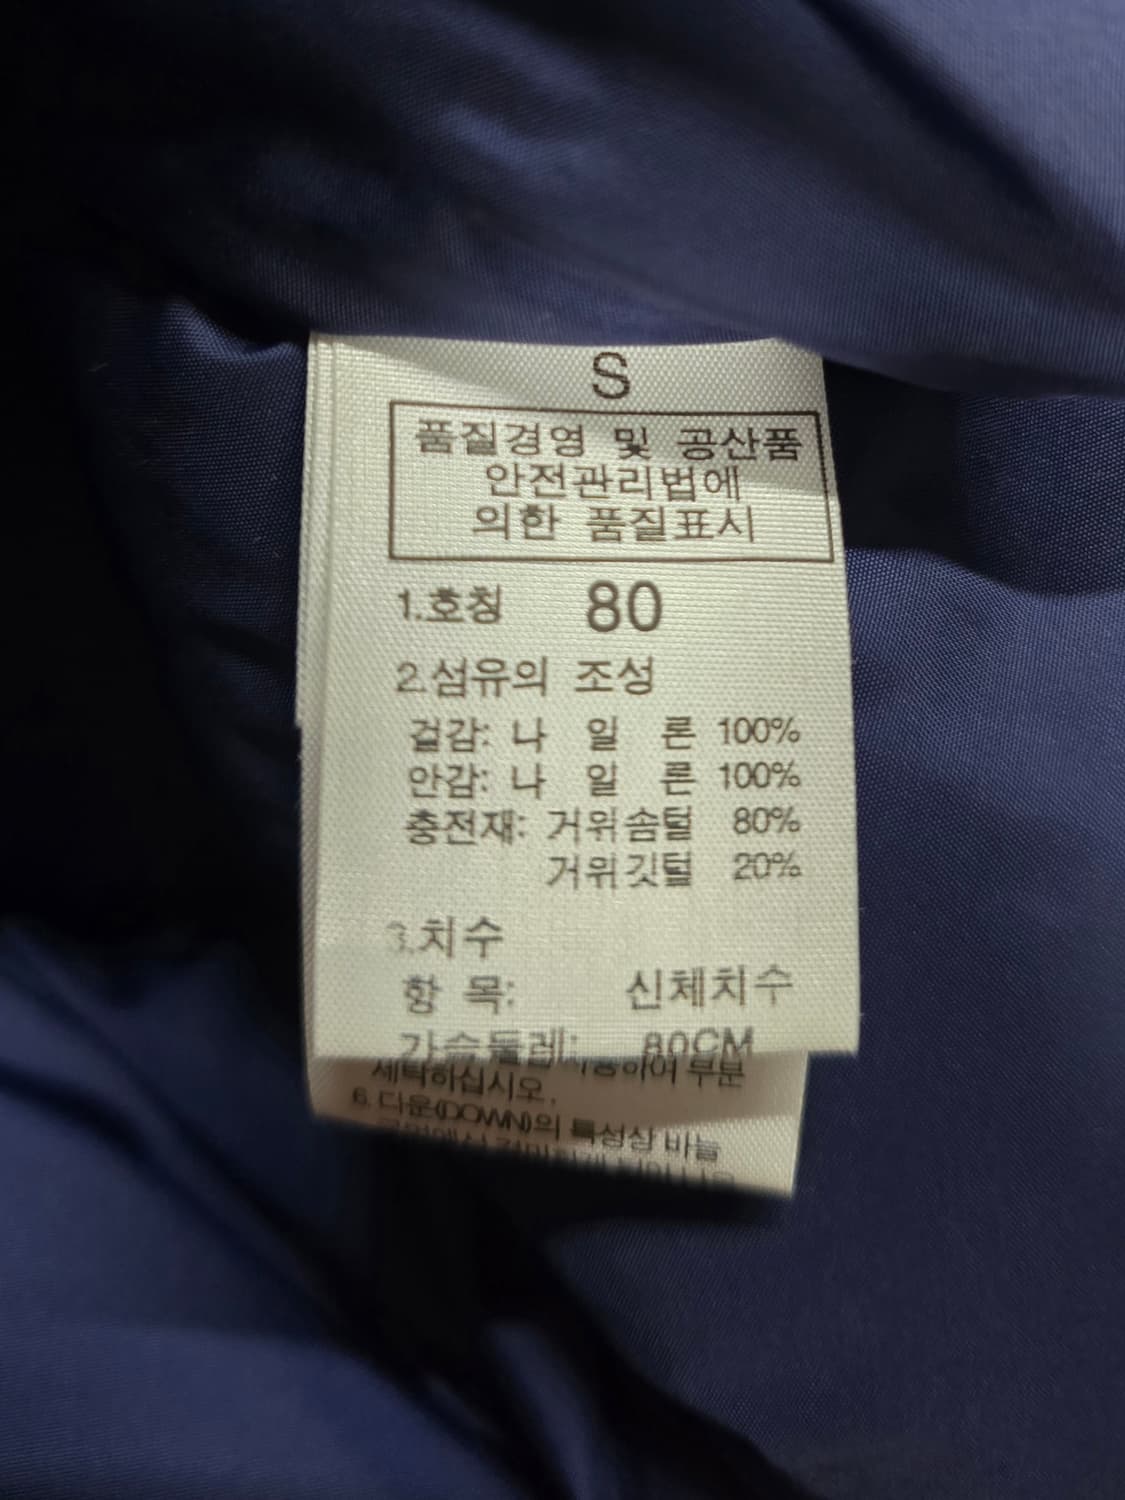 S
품질경영 및 공산품
안전관리법에
의한 품질표시
1.호칭 80
2.섬유의 조성
겉감: 나 일 론 100%
안감: 나 일 론 100%
충전재: 거위솜털 80%
거위깃털 20%
3.치수
항 목: 신체치수
가슴둘레: 80CM
부분
세탁하십시오.
6. 다운(DOWN)의 특성상 바늘